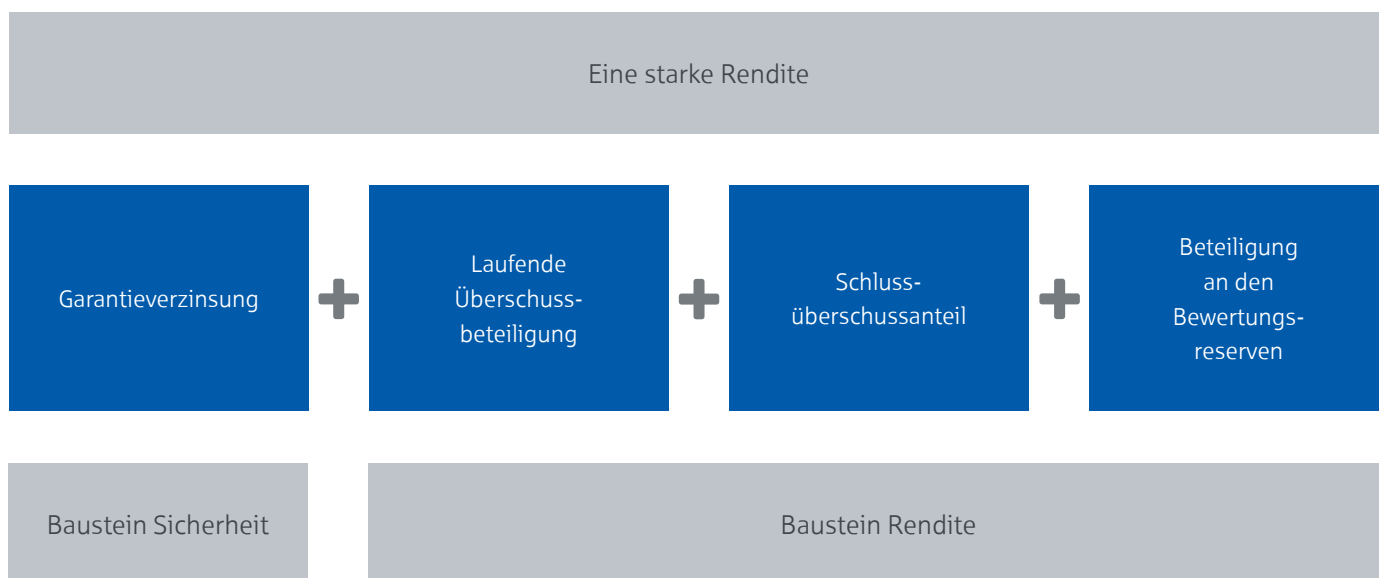 Eine starke Rendite
Garantieverzinsung
Laufende
Überschuss-
beteiligung
Schluss-
überschussanteil
Beteiligung
an den
Bewertungs-
reserven
Baustein Sicherheit
Baustein Rendite